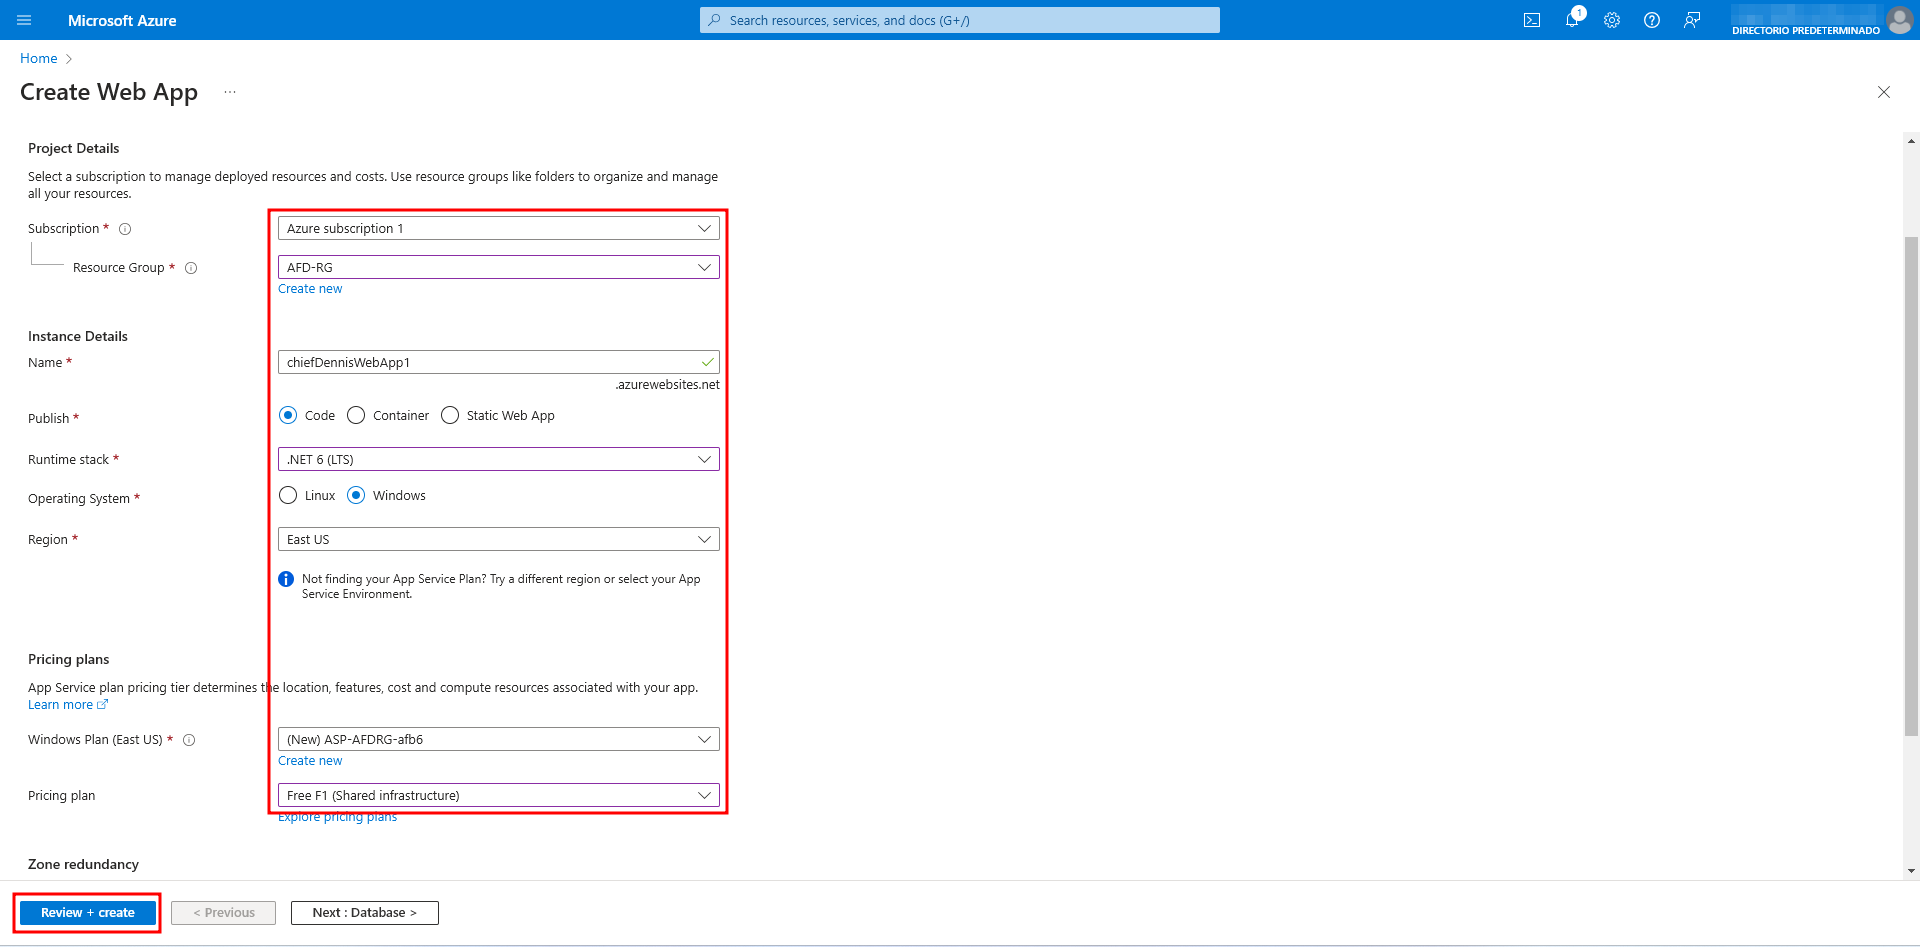 Microsoft Azure
Search resources, services, and docs (G+/)
1
DIRECTORIO PREDETERMINADO
Home
Create Web App
Project Details
Select a subscription to manage deployed resources and costs. Use resource groups like folders to organize and manage
all your resources.
Subscription *
Azure subscription 1
Resource Group *
AFD-RG
Create new
Instance Details
Name *
chiefDennisWebApp1
.azurewebsites.net
Publish *
Code Container Static Web App
Runtime stack *
.NET 6 (LTS)
Operating System *
Linux Windows
Region *
East US
Not finding your App Service Plan? Try a different region or select your App
Service Environment.
Pricing plans
App Service plan pricing tier determines the location, features, cost and compute resources associated with your app.
Learn more
Windows Plan (East US) *
(New) ASP-AFDRG-afb6
Create new
Pricing plan
Free F1 (Shared infrastructure)
Explore pricing plans
Zone redundancy
Review + create
< Previous
Next : Database >